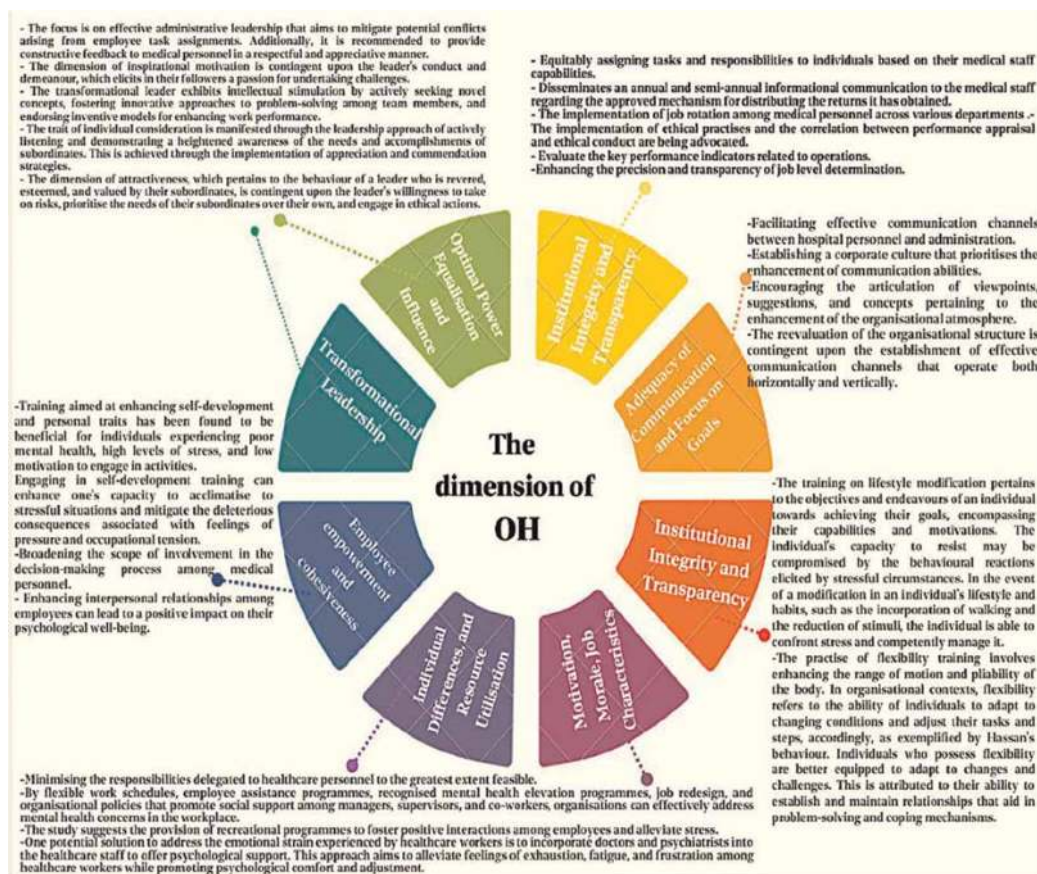 - The focus is on effective administrative leadership that aims to mitigate potential conflicts
arising from employee task assignments. Additionally, it is recommended to provide
constructive feedback to medical personnel in a respectful and appreciative manner.
- The dimension of inspirational motivation is contingent upon the leader's conduct and
demeanour, which elicits in their followers a passion for undertaking challenges.
- The transformational leader exhibits intellectual stimulation by actively seeking novel
concepts, fostering innovative approaches to problem-solving among team members, and
endorsing inventive models for enhancing work performance.
-The trait of individual consideration is manifested through the leadership approach of actively
listening and demonstrating a heightened awareness of the needs and accomplishments of
subordinates. This is achieved through the implementation of appreciation and commendation
strategies.
- The dimension of attractiveness, which pertains to the behaviour of a leader who is revered,
esteemed, and valued by their subordinates, is contingent upon the leader's willingness to take
on risks, prioritise the needs of their subordinates over their own, and engage in ethical actions.
- Equitably assigning tasks and responsibilities to individuals based on their medical staff
capabilities.
- Disseminates an annual and semi-annual informational communication to the medical staff
regarding the approved mechanism for distributing the returns it has obtained.
- The implementation of job rotation among medical personnel across various departments .-
The implementation of ethical practises and the correlation between performance appraisal
and ethical conduct are being advocated.
- Evaluate the key performance indicators related to operations.
-Enhancing the precision and transparency of job level determination.
Optimal Power
Equalisation
and
Influence
Institutional
Integrity and
Transparency
-Facilitating effective communication channels
between hospital personnel and administration.
-Establishing a corporate culture that prioritises the
enhancement of communication abilities.
-Encouraging the articulation of viewpoints,
suggestions, and concepts pertaining to the
enhancement of the organisational atmosphere.
-The reevaluation of the organisational structure is
contingent upon the establishment of effective
communication channels that operate both
horizontally and vertically.
Transformational
Leadership
Adequacy of
Communication
and Focus on
Goals
-Training aimed at enhancing self-development
and personal traits has been found to be
beneficial for individuals experiencing poor
mental health, high levels of stress, and low
motivation to engage in activities.
Engaging in self-development training can
enhance one's capacity to acclimatise to
stressful situations and mitigate the deleterious
consequences associated with feelings of
pressure and occupational tension.
-Broadening the scope of involvement in the
decision-making process among medical
personnel.
- Enhancing interpersonal relationships among
employees can lead to a positive impact on their
psychological well-being.
The
dimension of
OH
Employee
empowerment
and
cohesiveness
Institutional
Integrity and
Transparency
-The training on lifestyle modification pertains
to the objectives and endeavours of an individual
towards achieving their goals, encompassing
their capabilities and motivations. The
individual's capacity to resist may be
compromised by the behavioural reactions
elicited by stressful circumstances. In the event
of a modification in an individual's lifestyle and
habits, such as the incorporation of walking and
the reduction of stimuli, the individual is able to
confront stress and competently manage it.
-The practise of flexibility training involves
enhancing the range of motion and pliability of
the body. In organisational contexts, flexibility
refers to the ability of individuals to adapt to
changing conditions and adjust their tasks and
steps, accordingly, as exemplified by Hassan's
behaviour. Individuals who possess flexibility
are better equipped to adapt to changes and
challenges. This is attributed to their ability to
establish and maintain relationships that aid in
problem-solving and coping mechanisms.
Individual
Differences, and
Resource
Utilisation
Motivation,
Morale, Job
Characteristics
-Minimising the responsibilities delegated to healthcare personnel to the greatest extent feasible.
-By flexible work schedules, employee assistance programmes, recognised mental health elevation programmes, job redesign, and
organisational policies that promote social support among managers, supervisors, and co-workers, organisations can effectively address
mental health concerns in the workplace.
-The study suggests the provision of recreational programmes to foster positive interactions among employees and alleviate stress.
-One potential solution to address the emotional strain experienced by healthcare workers is to incorporate doctors and psychiatrists into
the healthcare staff to offer psychological support. This approach aims to alleviate feelings of exhaustion, fatigue, and frustration among
healthcare workers while promoting psychological comfort and adjustment.